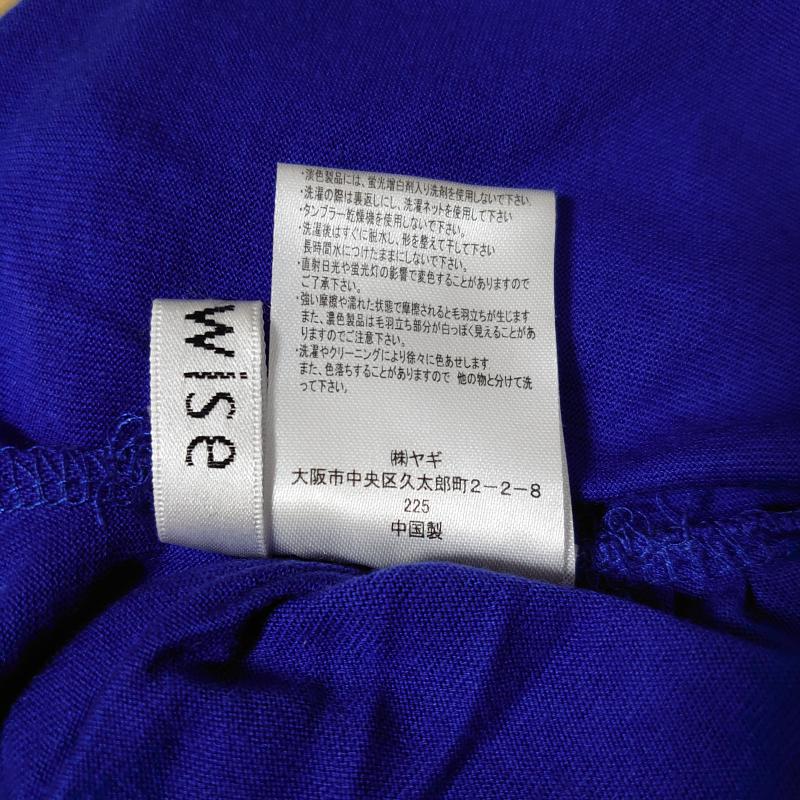 ・淡色製品には、蛍光増白剤入り洗剤を使用しないで下さい.
・洗濯の際は裏返しにし、洗濯ネットを使用して下さい
・タンブラー乾燥機を使用しないで下さい。
・洗濯後はすぐに脱水し、形を整えて干して下さい
長時間水につけたままにしないで下さい。
・直射日光や蛍光灯の影響で変色することがありますので
ご了承下さい。
・強い摩擦や濡れた状態で摩擦されると毛羽立ちが生じます
また、濃色製品は毛羽立ち部分が白っぽく見えることがあ
りますのでご注意下さい。
・洗濯やクリーニングにより徐々に色あせします
また、色落ちすることがありますので 他の物と分けて洗
って下さい。
㈱ヤギ
大阪市中央区久太郎町2-2-8
225
中国製
wise